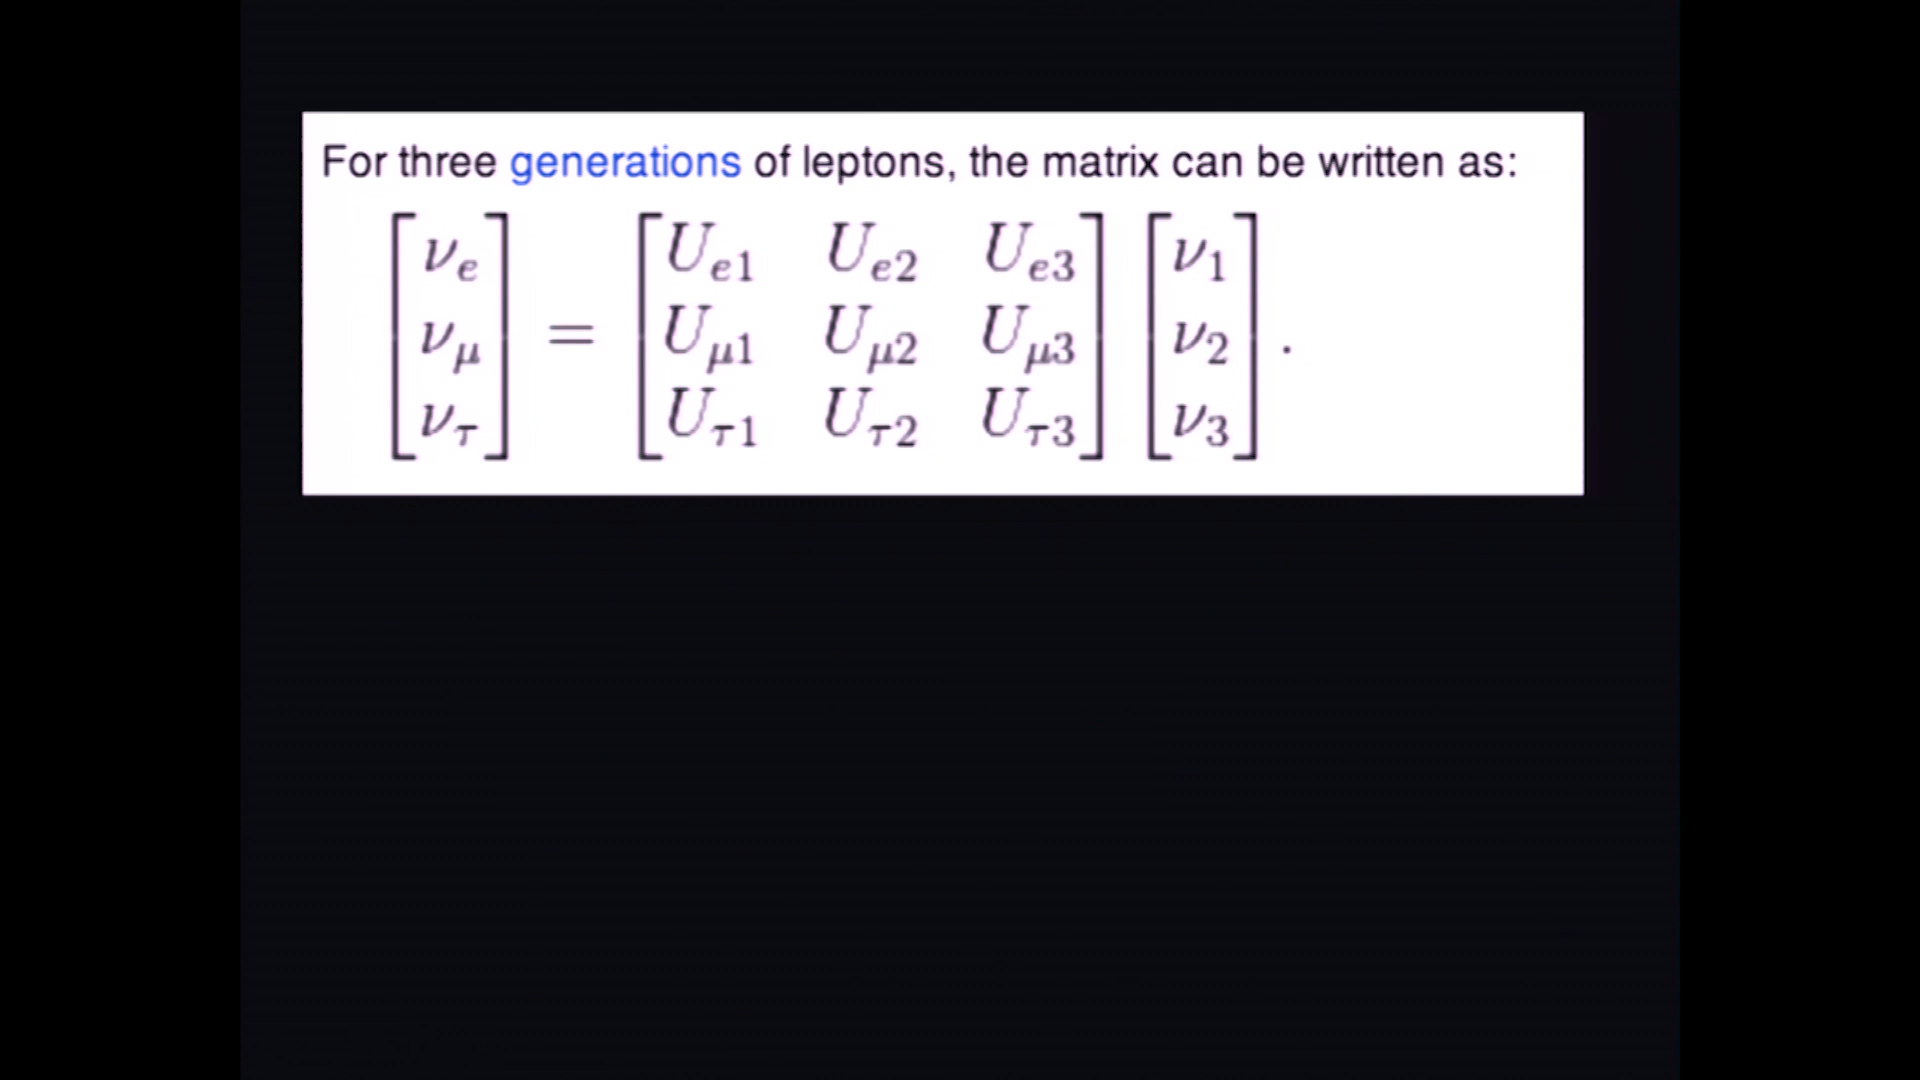 For three generations of leptons, the matrix can be written as:
[νe] = [Ue1 Ue2 Ue3] [ν1]
[νμ] = [Uμ1 Uμ2 Uμ3] [ν2] .
[ντ] = [Uτ1 Uτ2 Uτ3] [ν3]